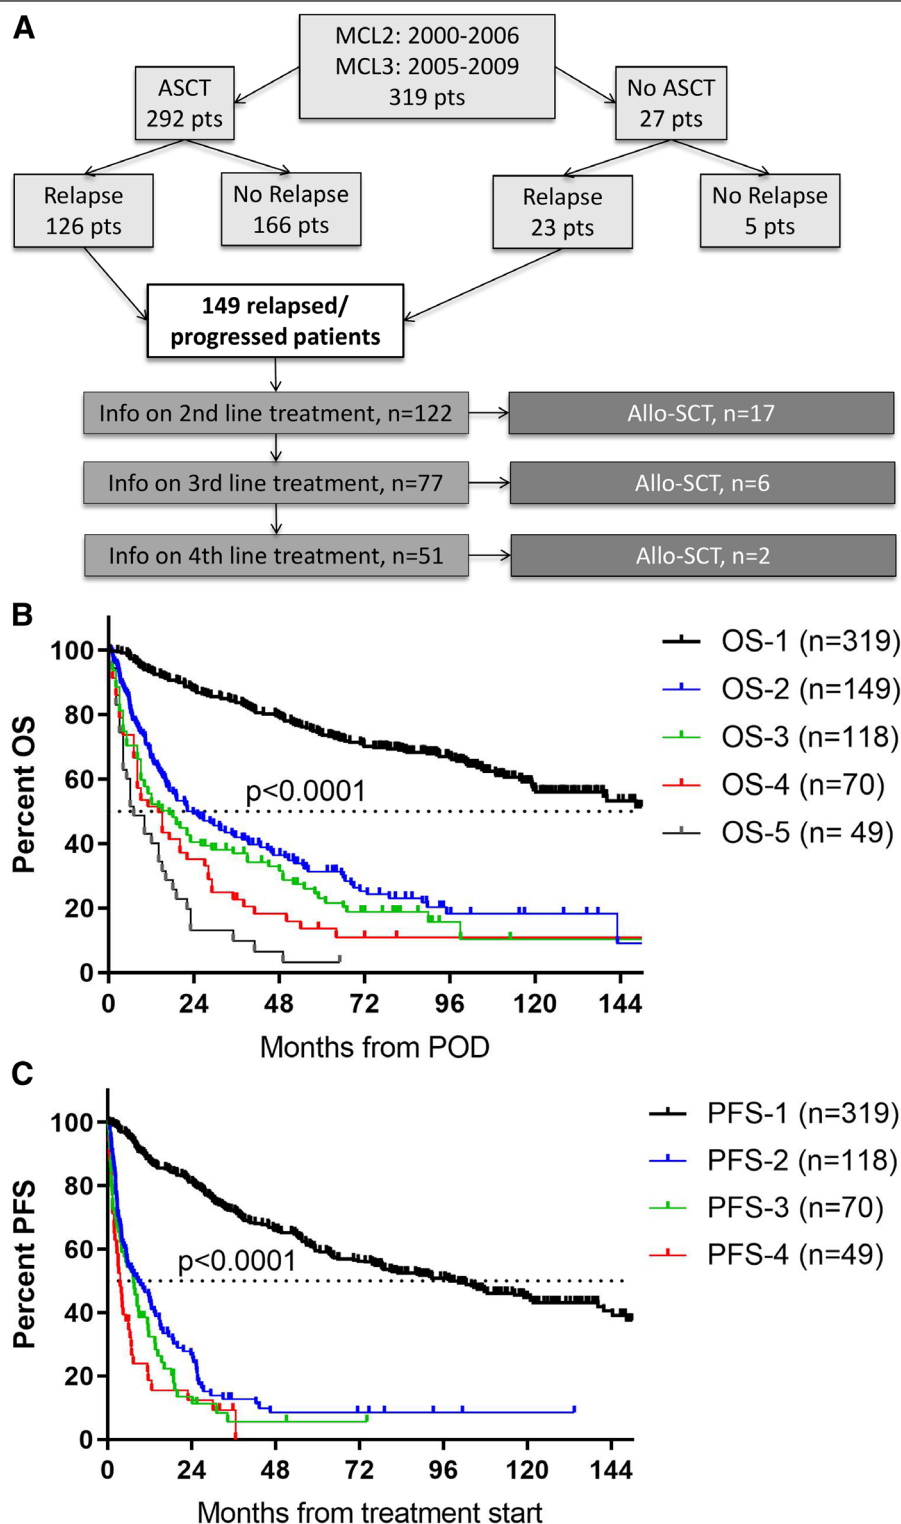 A
MCL2: 2000-2006
MCL3: 2005-2009
319 pts
ASCT
292 pts
No ASCT
27 pts
Relapse
126 pts
No Relapse
166 pts
Relapse
23 pts
No Relapse
5 pts
149 relapsed/
progressed patients
Info on 2nd line treatment, n=122
Allo-SCT, n=17
Info on 3rd line treatment, n=77
Allo-SCT, n=6
Info on 4th line treatment, n=51
Allo-SCT, n=2
B
Percent OS
100
80
60
40
20
0
p<0.0001
0 24 48 72 96 120 144
Months from POD
OS-1 (n=319)
OS-2 (n=149)
OS-3 (n=118)
OS-4 (n=70)
OS-5 (n= 49)
C
Percent PFS
100
80
60
40
20
0
p<0.0001
0 24 48 72 96 120 144
Months from treatment start
PFS-1 (n=319)
PFS-2 (n=118)
PFS-3 (n=70)
PFS-4 (n=49)